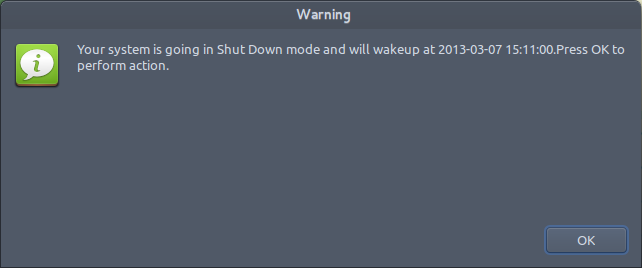 Warning
Your system is going in Shut Down mode and will wakeup at 2013-03-07 15:11:00.Press OK to
perform action.
OK